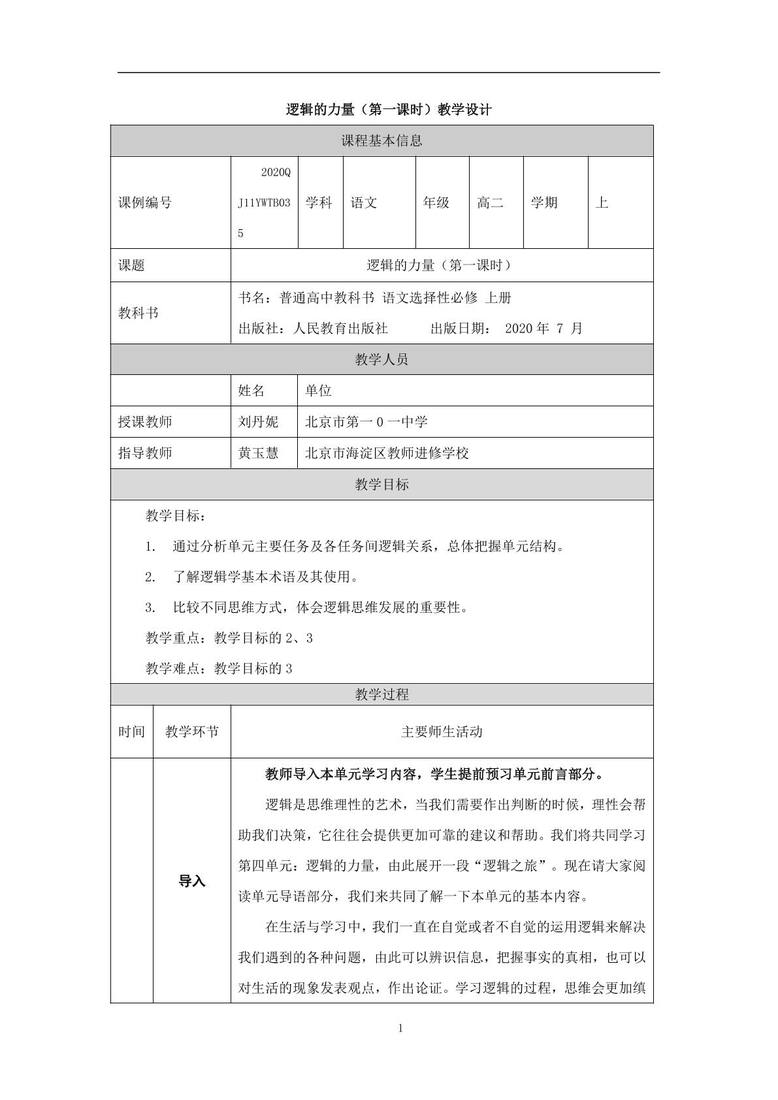 逻辑的力量（第一课时）教学设计
课程基本信息
课例编号 2020Q
J11YWTB03
5 学科 语文 年级 高二 学期 上
课题 逻辑的力量（第一课时）
教科书 书名：普通高中教科书 语文选择性必修 上册
出版社：人民教育出版社 出版日期： 2020 年 7 月
教学人员
姓名 单位
授课教师 刘丹妮 北京市第一 0 一中学
指导教师 黄玉慧 北京市海淀区教师进修学校
教学目标
教学目标：
1. 通过分析单元主要任务及各任务间逻辑关系，总体把握单元结构。
2. 了解逻辑学基本术语及其使用。
3. 比较不同思维方式，体会逻辑思维发展的重要性。
教学重点：教学目标的 2、3
教学难点：教学目标的 3
教学过程
时间 教学环节 主要师生活动
导入
教师导入本单元学习内容，学生提前预习单元前言部分。
逻辑是思维理性的艺术，当我们需要作出判断的时候，理性会帮
助我们决策，它往往会提供更加可靠的建议和帮助。我们将共同学习
第四单元：逻辑的力量，由此展开一段“逻辑之旅”。现在请大家阅
读单元导语部分，我们来共同了解一下本单元的基本内容。
在生活与学习中，我们一直在自觉或者不自觉的运用逻辑来解决
我们遇到的各种问题，由此可以辨识信息，把握事实的真相，也可以
对生活的现象发表观点，作出论证。学习逻辑的过程，思维会更加缜
1